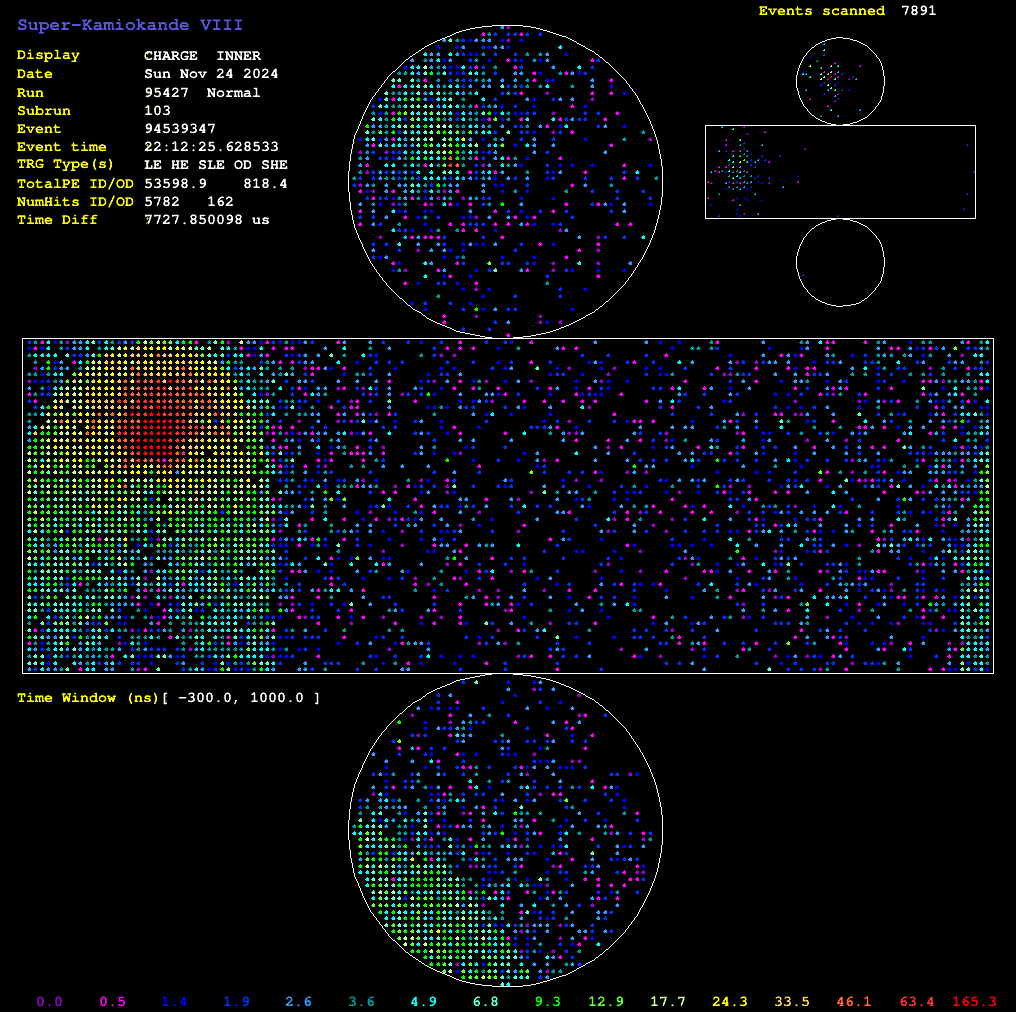 Super-Kamiokande VIII
Events scanned 7891
Display CHARGE INNER
Date Sun Nov 24 2024
Run 95427 Normal
Subrun 103
Event 94539347
Event time 22:12:25.628533
TRG Type(s) LE HE SLE OD SHE
TotalPE ID/OD 53598.9 818.4
NumHits ID/OD 5782 162
Time Diff 7727.850098 us
Time Window (ns)[ -300.0, 1000.0 ]
0.0 0.5 1.4 1.9 2.6 3.6 4.9 6.8 9.3 12.9 17.7 24.3 33.5 46.1 63.4 165.3